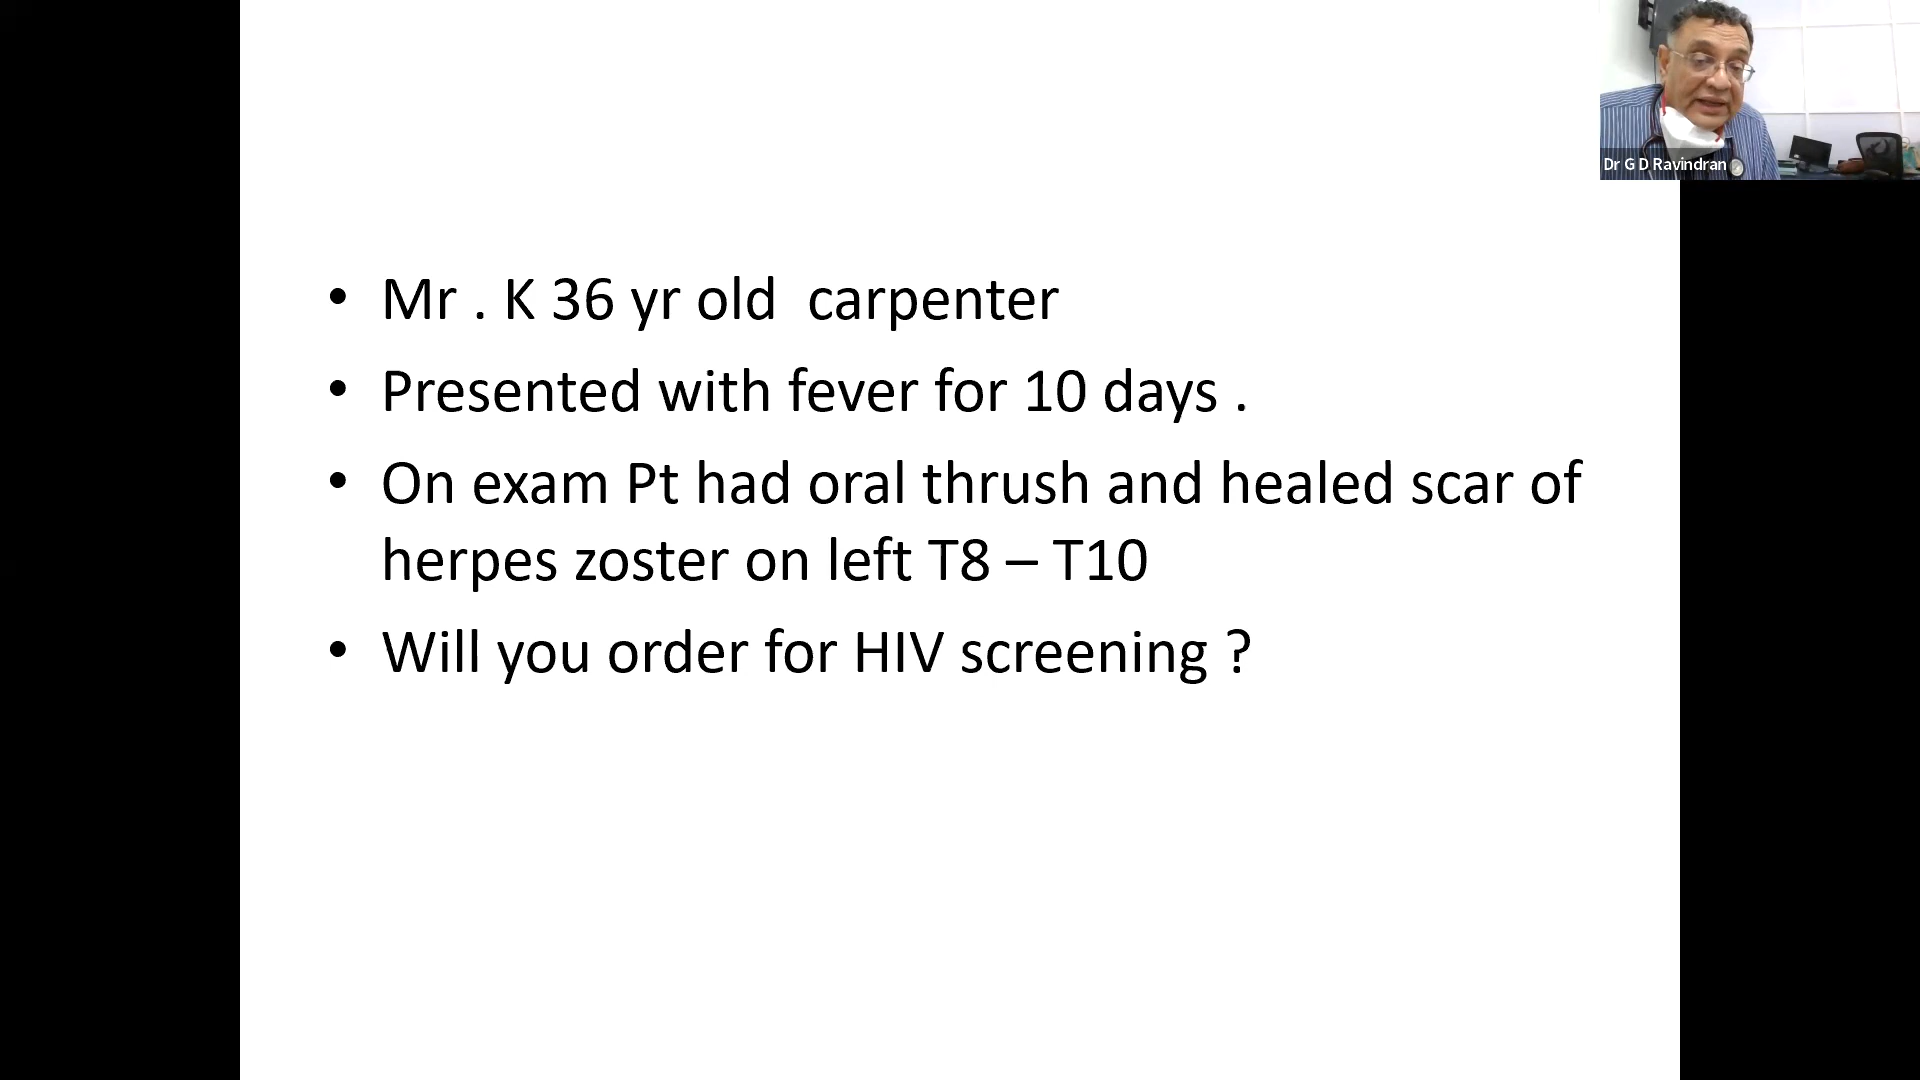 Dr G D Ravindran
• Mr . K 36 yr old  carpenter
• Presented with fever for 10 days .
• On exam Pt had oral thrush and healed scar of
herpes zoster on left T8 – T10
• Will you order for HIV screening ?